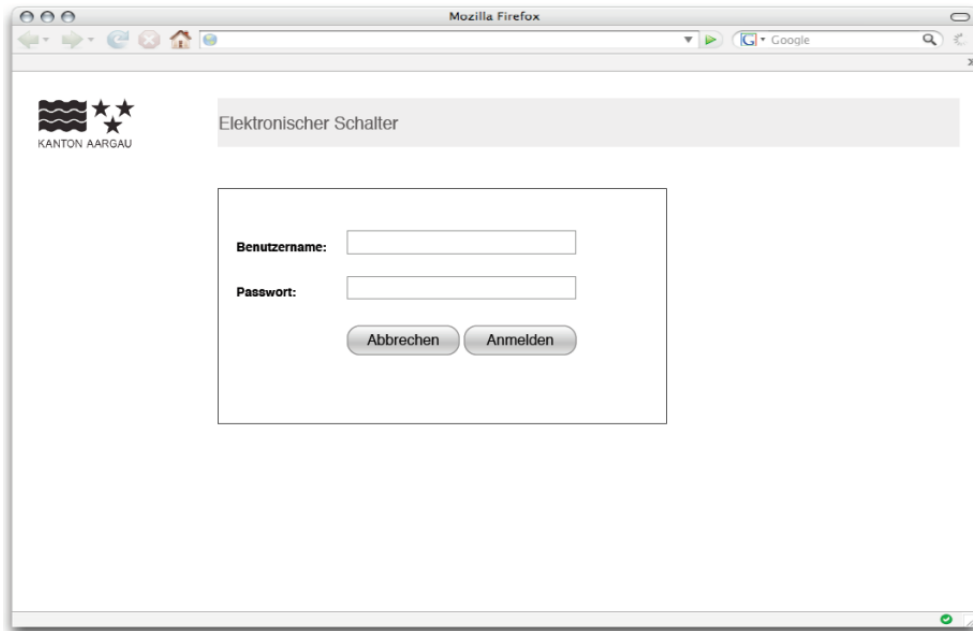 Mozilla Firefox
Google
KANTON AARGAU
Elektronischer Schalter
Benutzername:
Passwort:
Abbrechen Anmelden